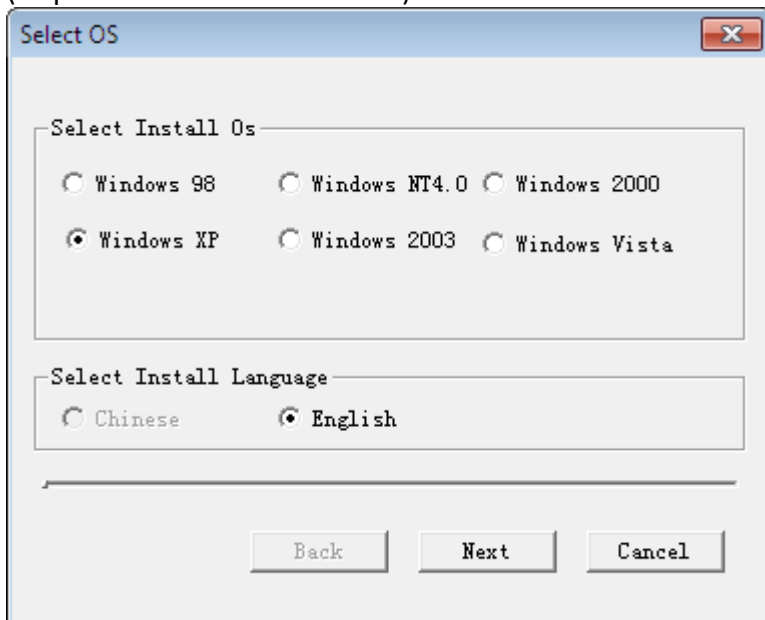 Select OS
Select Install Os
Windows 98 Windows NT4.0 Windows 2000
Windows XP Windows 2003 Windows Vista
Select Install Language
Chinese English
Back Next Cancel